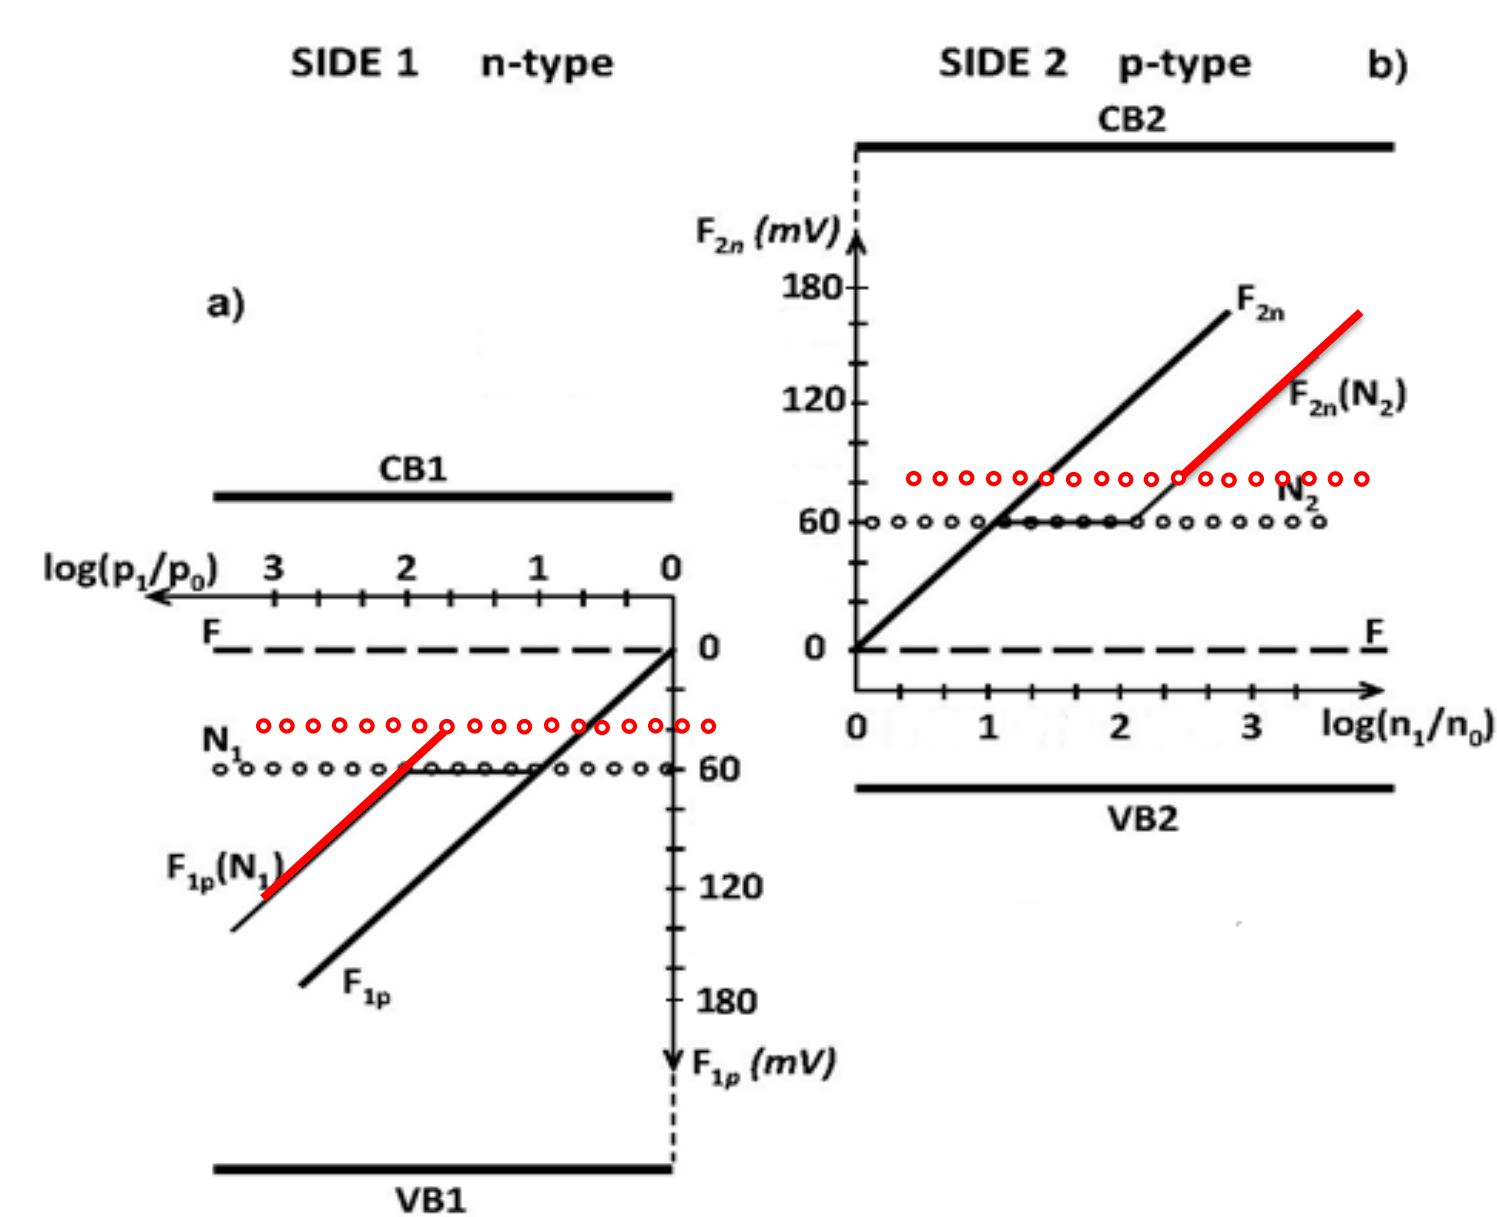 SIDE 1 n-type
SIDE 2 p-type b)
CB2
F2n (mV)
180
F2n
a)
120
F2n(N2)
CB1
N2
60
log(p1/p0) 3 2 1 0
F
0
0
F
N1
60
0 1 2 3 log(n1/n0)
VB2
F1p(N1)
120
F1p
180
F1p (mV)
VB1